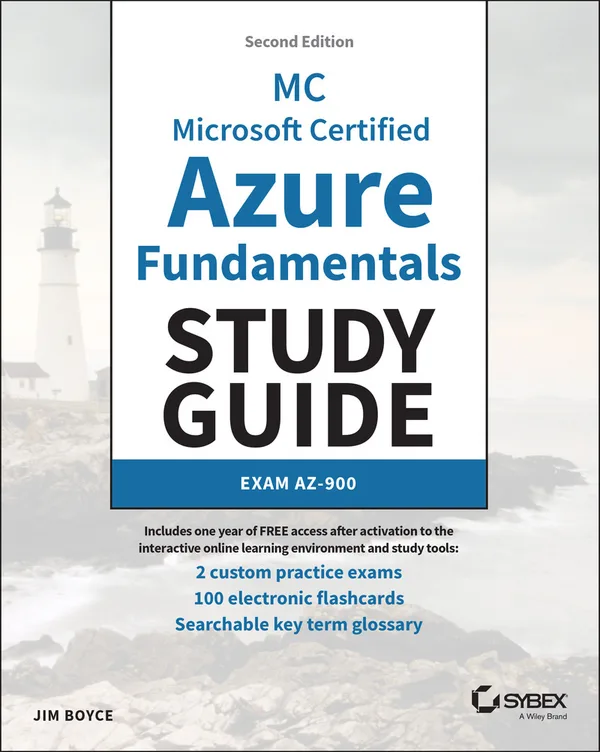 Second Edition
MC
Microsoft Certified
Azure
Fundamentals
STUDY
GUIDE
EXAM AZ-900
Includes one year of FREE access after activation to the
interactive online learning environment and study tools:
2 custom practice exams
100 electronic flashcards
Searchable key term glossary
JIM BOYCE
SYBEX
A Wiley Brand